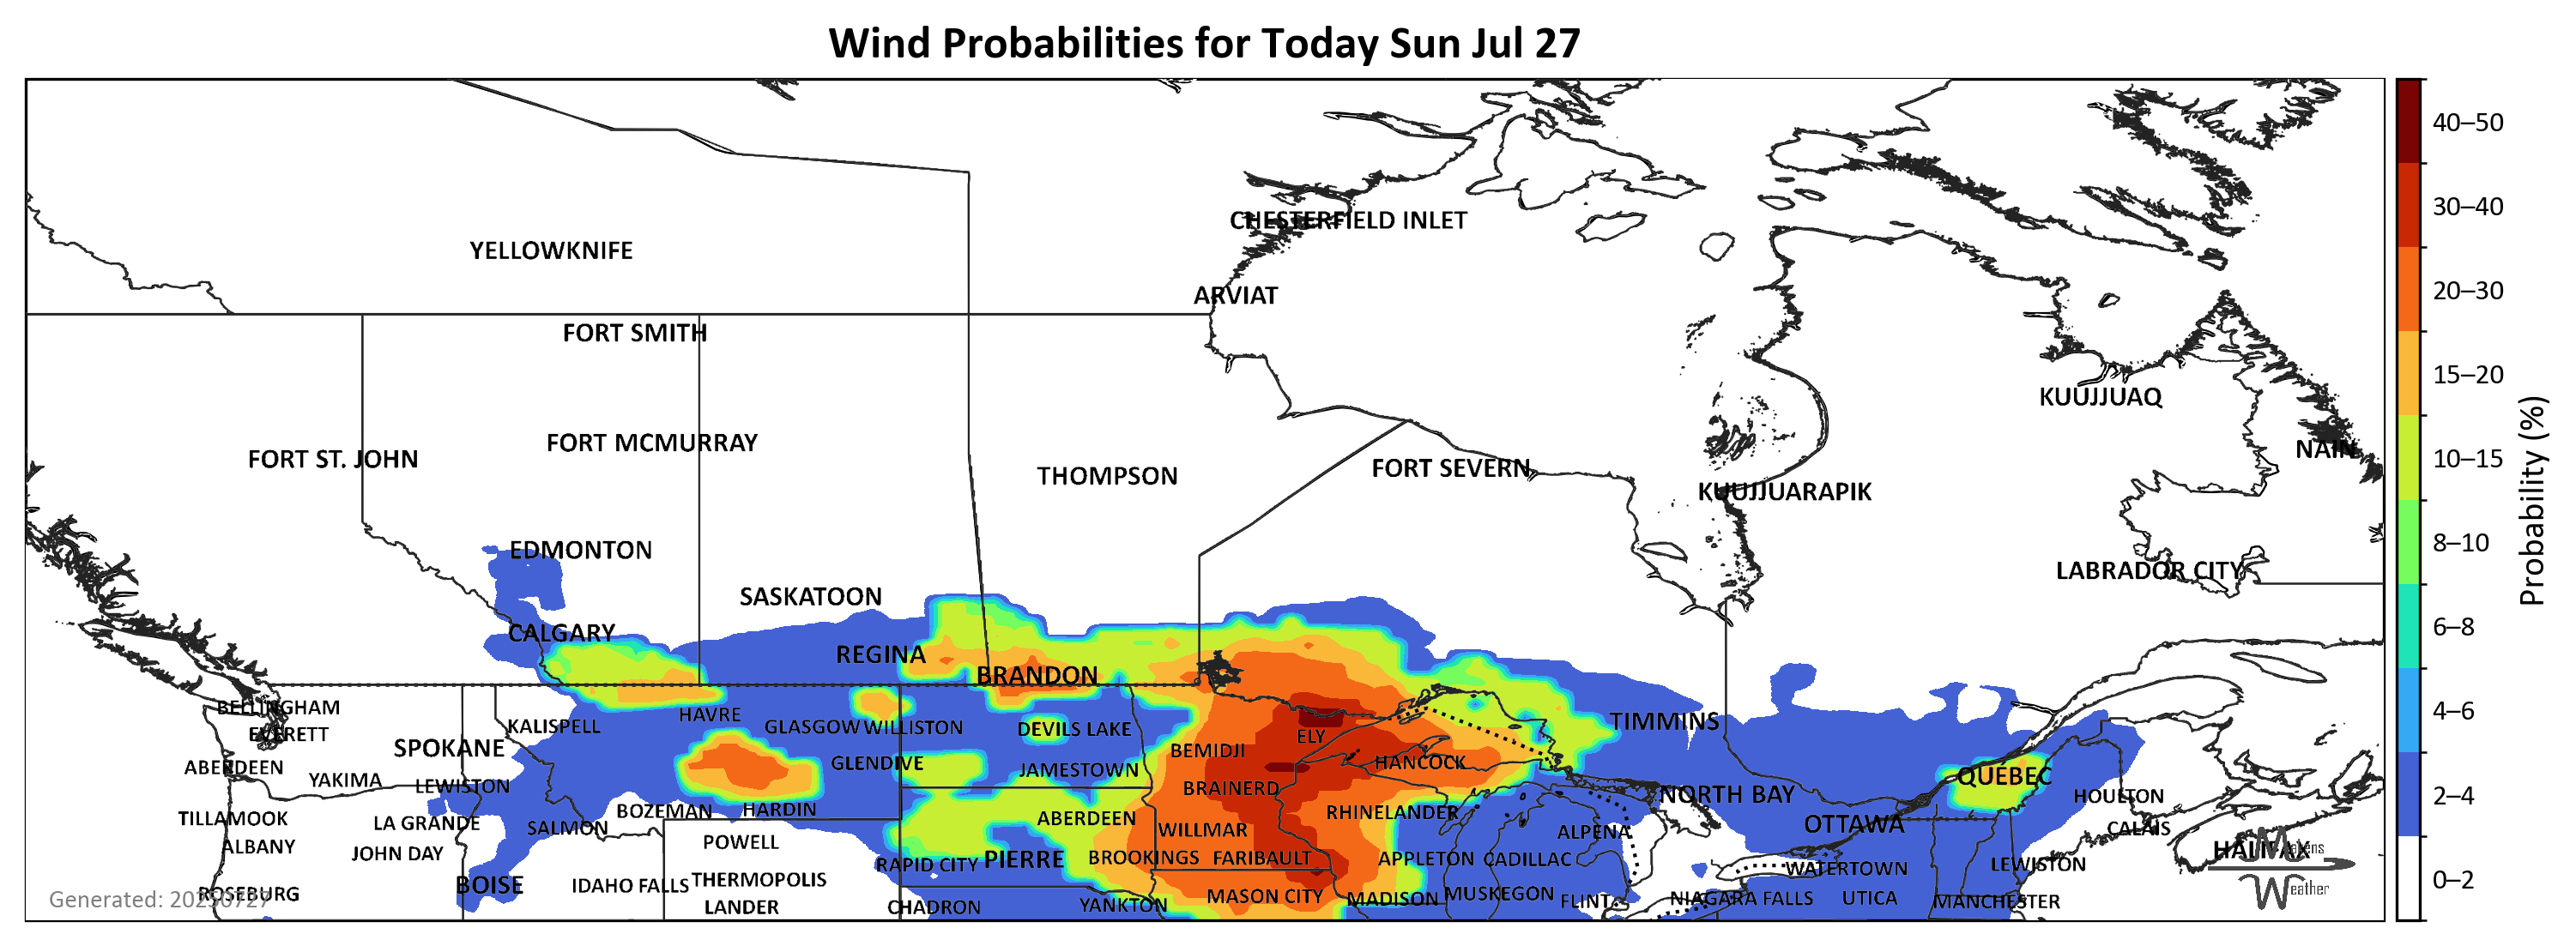 Wind Probabilities for Today Sun Jul 27
CHESTERFIELD INLET
YELLOWKNIFE
ARVIAT
FORT SMITH
KUUJJUAQ
FORT MCMURRAY
NAIN
FORT ST. JOHN
FORT SEVERN
THOMPSON
KUUJJUARAPIK
EDMONTON
LABRADOR CITY
SASKATOON
CALGARY
REGINA
BRANDON
BELLINGHAM
HAVRE
TIMMINS
KALISPELL
GLASGOW
WILLISTON
DEVILS LAKE
EVERETT
ELY
SPOKANE
BEMIDJI
HANCOCK
ABERDEEN
GLENDIVE
JAMESTOWN
QUÉBEC
YAKIMA
LEWISTON
BRAINERD
NORTH BAY
HOULTON
BOZEMAN
HARDIN
RHINELANDER
TILLAMOOK
LA GRANDE
SALMON
ABERDEEN
WILLMAR
ALPENA
OTTAWA
CALAIS
ALBANY
JOHN DAY
POWELL
RAPID CITY
PIERRE
BROOKINGS
FARIBAULT
APPLETON
CADILLAC
WATERTOWN
LEWISTON
HALIFAX
BOISE
IDAHO FALLS
THERMOPOLIS
ROSEBURG
LANDER
CHADRON
YANKTON
MASON CITY
MADISON
MUSKEGON
FLINT
NIAGARA FALLS
UTICA
MANCHESTER
Generated: 20250727
Weather
40–50
30–40
20–30
15–20
10–15
8–10
6–8
4–6
2–4
0–2
Probability (%)